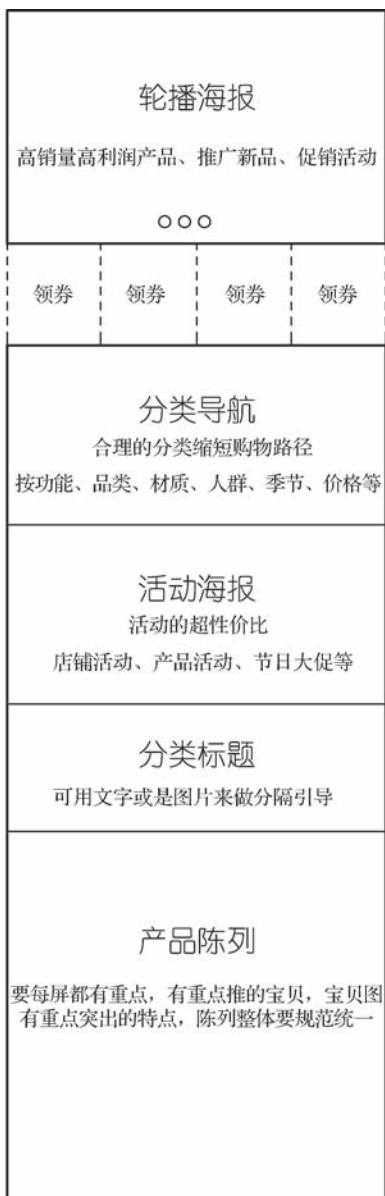 轮播海报
高销量高利润产品、推广新品、促销活动
领券 领券 领券 领券
分类导航
合理的分类缩短购物路径
按功能、品类、材质、人群、季节、价格等
活动海报
活动的超性价比
店铺活动、产品活动、节日大促等
分类标题
可用文字或是图片来做分隔引导
产品陈列
要每屏都有重点，有重点推的宝贝，宝贝图
有重点突出的特点，陈列整体要规范统一